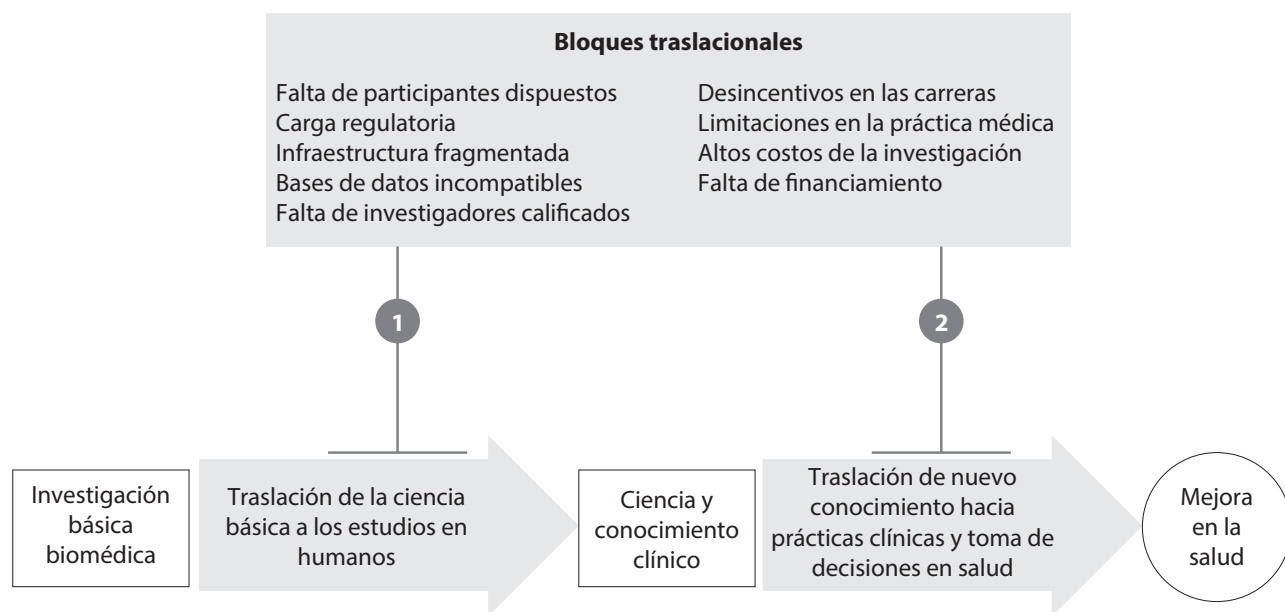 Bloques traslacionales
Falta de participantes dispuestos
Carga regulatoria
Infraestructura fragmentada
Bases de datos incompatibles
Falta de investigadores calificados
Desincentivos en las carreras
Limitaciones en la práctica médica
Altos costos de la investigación
Falta de financiamiento
1
2
Investigación
básica
biomédica
Traslación de la ciencia
básica a los estudios en
humanos
Ciencia y
conocimiento
clínico
Traslación de nuevo
conocimiento hacia
prácticas clínicas y toma de
decisiones en salud
Mejora
en la
salud